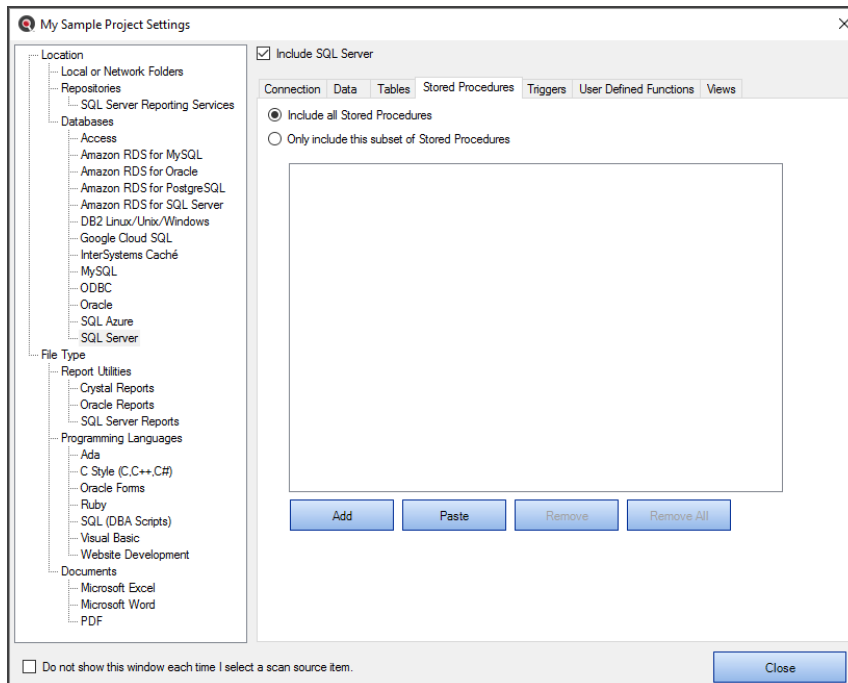 My Sample Project Settings
Location
Local or Network Folders
Repositories
SQL Server Reporting Services
Databases
Access
Amazon RDS for MySQL
Amazon RDS for Oracle
Amazon RDS for PostgreSQL
Amazon RDS for SQL Server
DB2 Linux/Unix/Windows
Google Cloud SQL
InterSystems Caché
MySQL
ODBC
Oracle
SQL Azure
SQL Server
File Type
Report Utilities
Crystal Reports
Oracle Reports
SQL Server Reports
Programming Languages
Ada
C Style (C,C++,C#)
Oracle Forms
Ruby
SQL (DBA Scripts)
Visual Basic
Website Development
Documents
Microsoft Excel
Microsoft Word
PDF
Include SQL Server
Connection Data Tables Stored Procedures Triggers User Defined Functions Views
Include all Stored Procedures
Only include this subset of Stored Procedures
Add Paste Remove Remove All
Do not show this window each time I select a scan source item.
Close